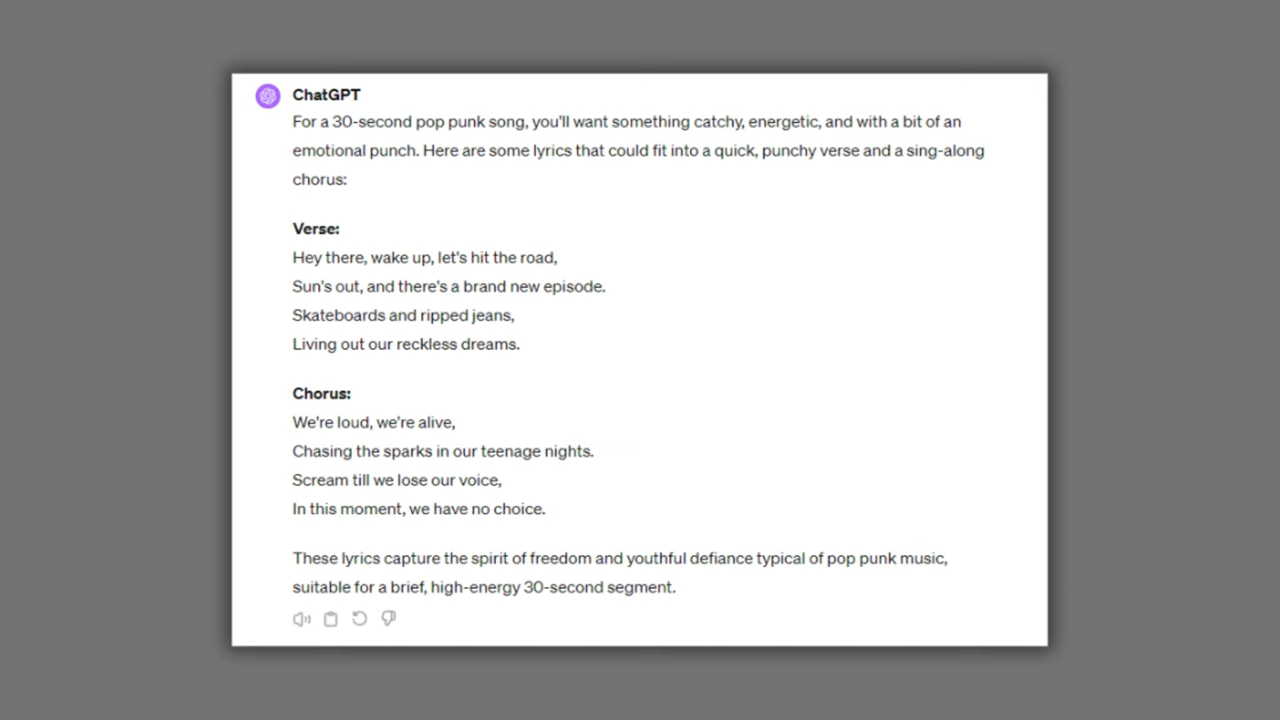 ChatGPT
For a 30-second pop punk song, you'll want something catchy, energetic, and with a bit of an
emotional punch. Here are some lyrics that could fit into a quick, punchy verse and a sing-along
chorus:
Verse:
Hey there, wake up, let's hit the road,
Sun's out, and there's a brand new episode.
Skateboards and ripped jeans,
Living out our reckless dreams.
Chorus:
We're loud, we're alive,
Chasing the sparks in our teenage nights.
Scream till we lose our voice,
In this moment, we have no choice.
These lyrics capture the spirit of freedom and youthful defiance typical of pop punk music,
suitable for a brief, high-energy 30-second segment.